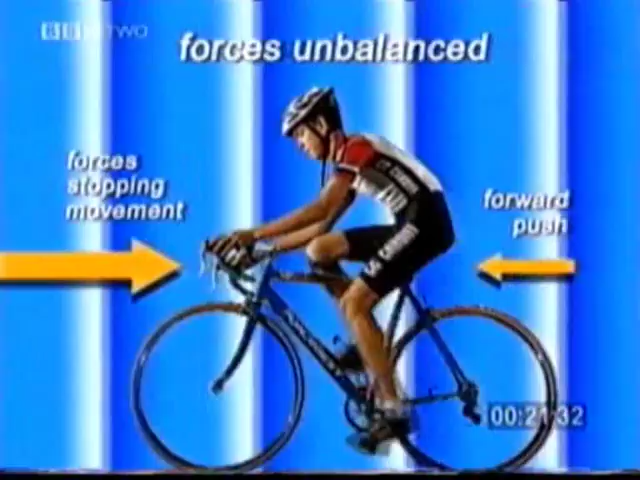 BBC TWO
forces unbalanced
forces
stopping
movement
forward
push
00:21:32